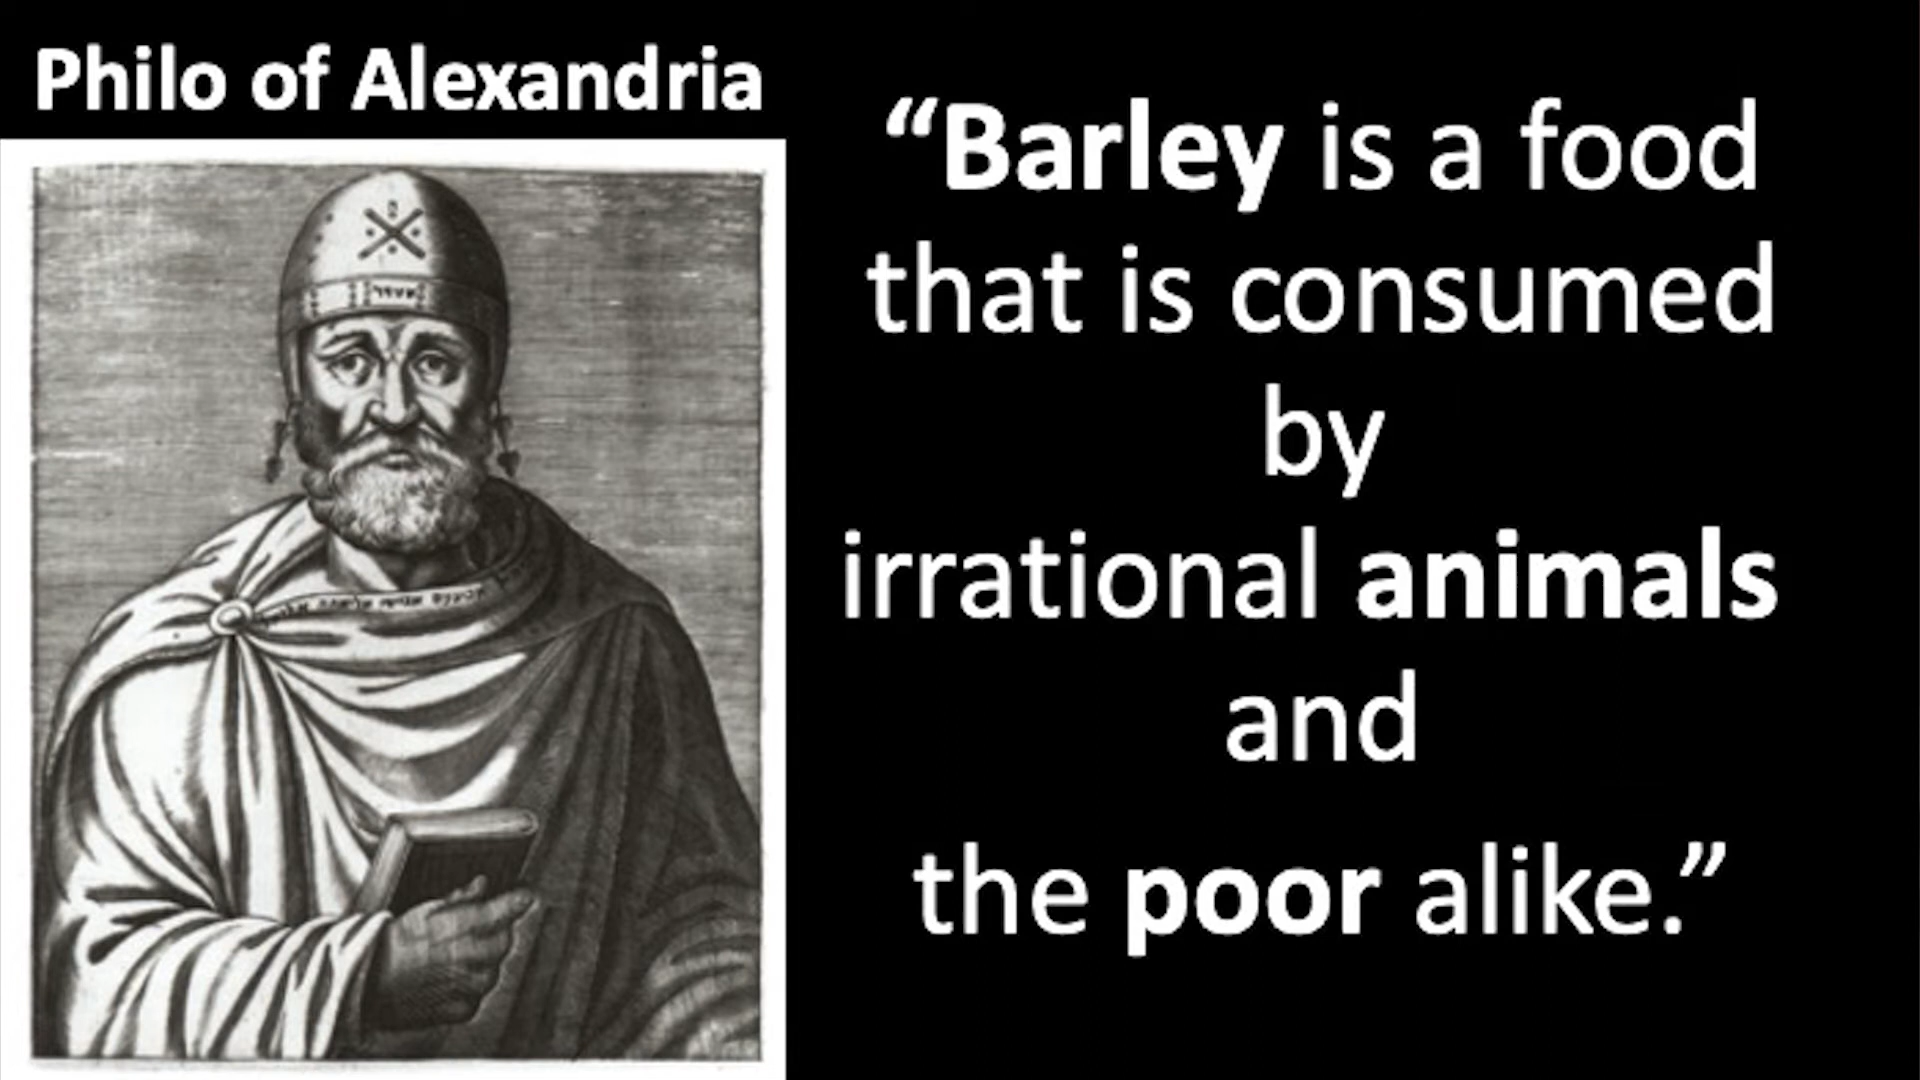 Philo of Alexandria
“Barley is a food
that is consumed
by
irrational animals
and
the poor alike.”